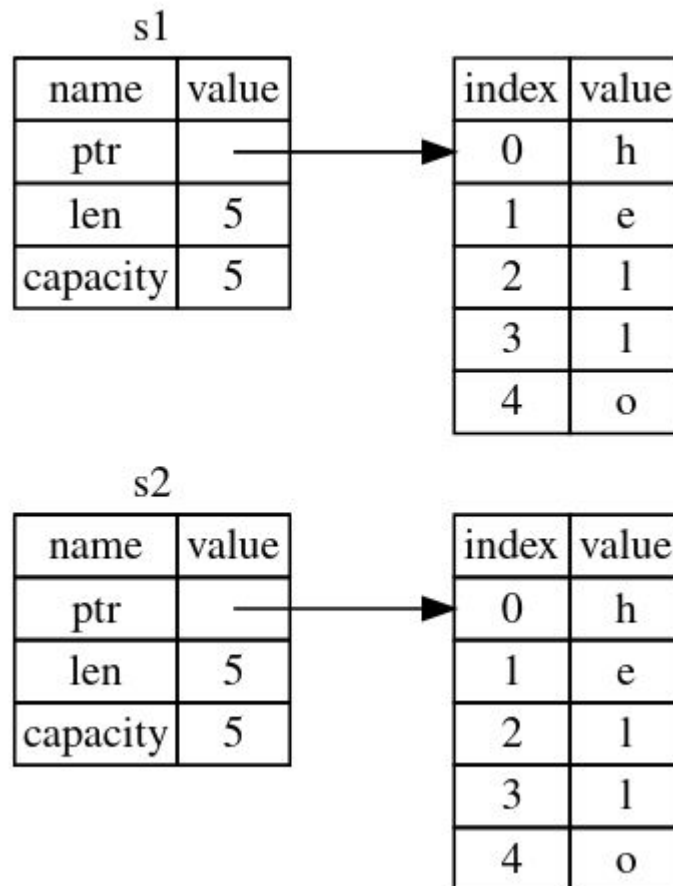 s1
name value
ptr
len 5
capacity 5
index value
0 h
1 e
2 l
3 l
4 o
s2
name value
ptr
len 5
capacity 5
index value
0 h
1 e
2 l
3 l
4 o